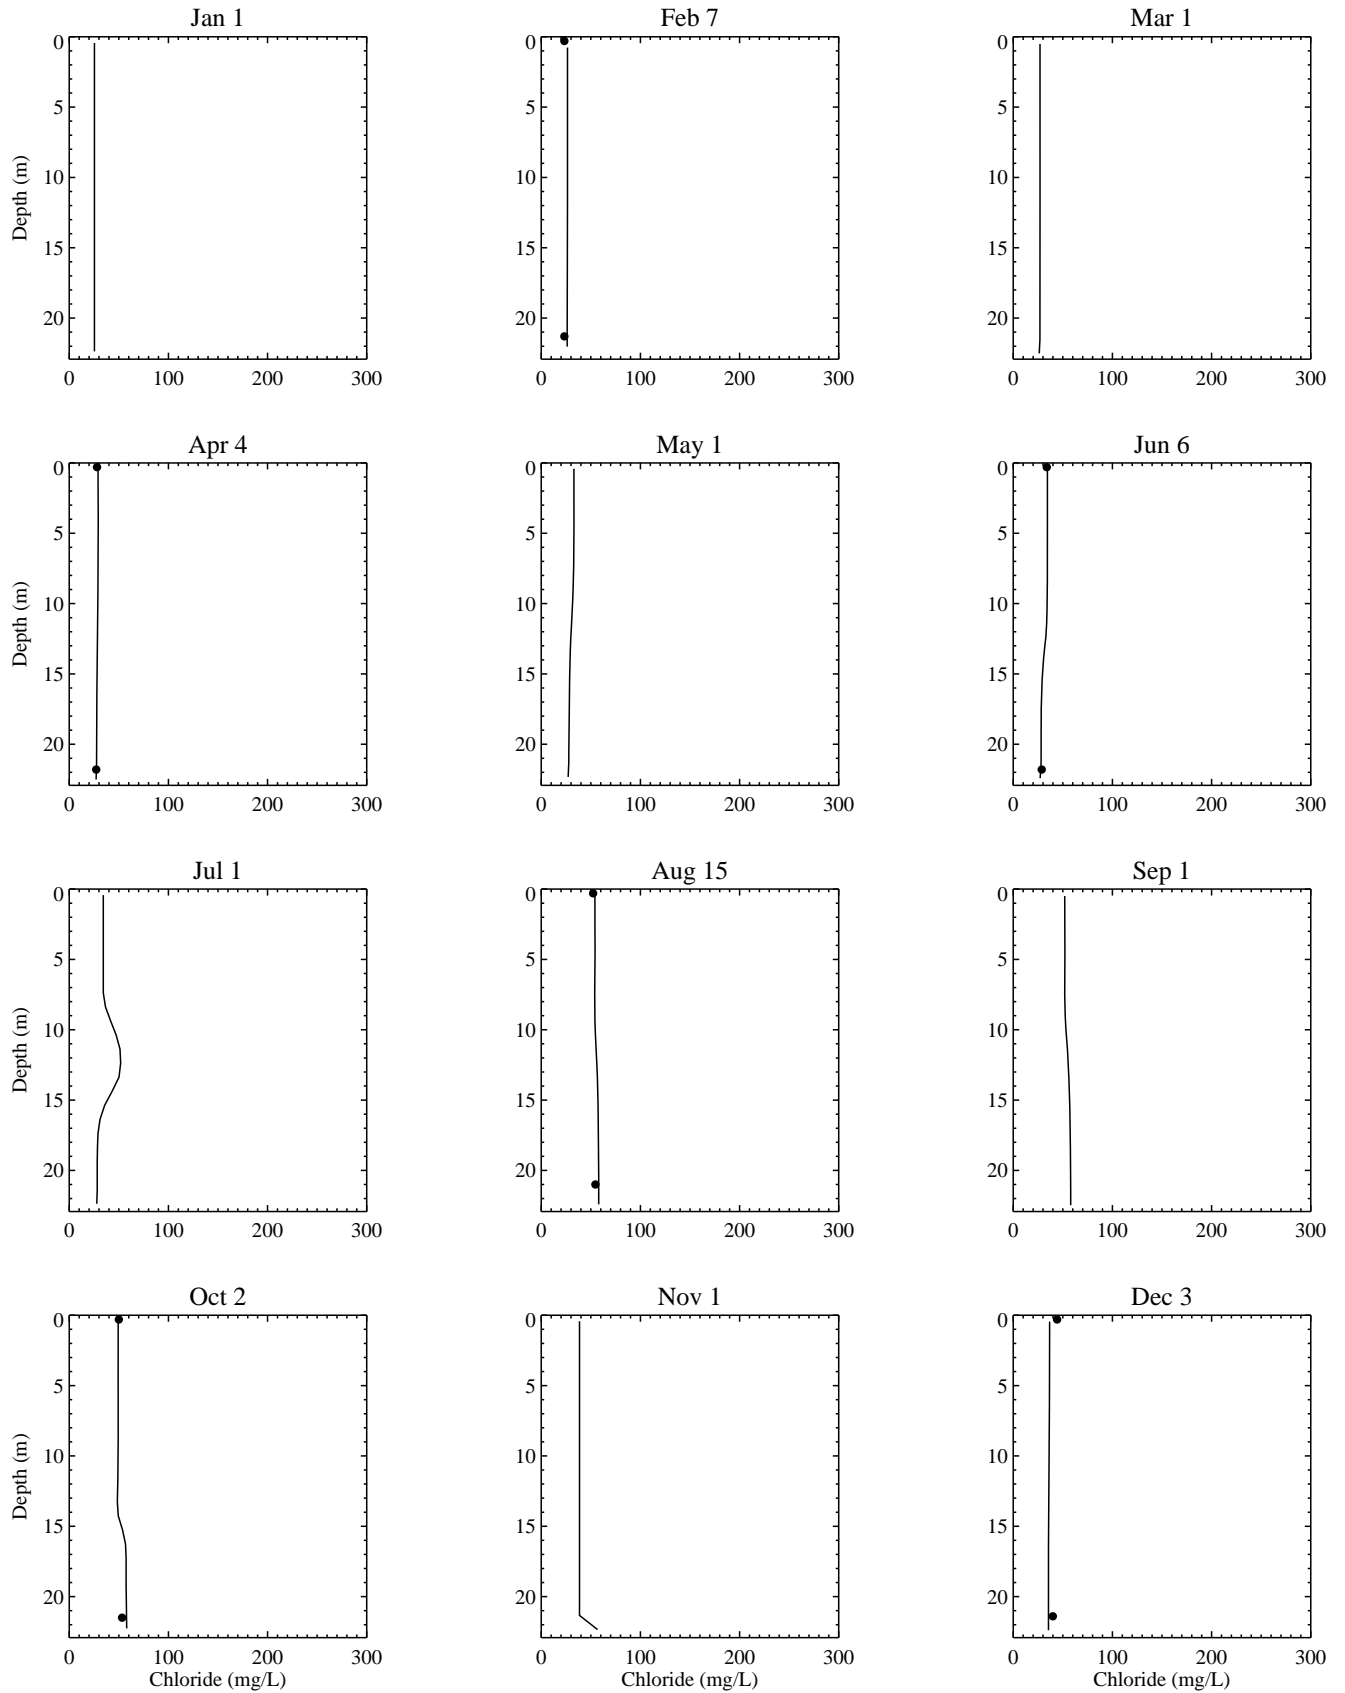 Jan 1
Feb 7
Mar 1
0 0 0
5 5 5
Depth (m) 10 10 10
15 15 15
20 20 20
0 100 200 300 0 100 200 300 0 100 200 300
Apr 4
May 1
Jun 6
0 0 0
5 5 5
Depth (m) 10 10 10
15 15 15
20 20 20
0 100 200 300 0 100 200 300 0 100 200 300
Jul 1
Aug 15
Sep 1
0 0 0
5 5 5
Depth (m) 10 10 10
15 15 15
20 20 20
0 100 200 300 0 100 200 300 0 100 200 300
Oct 2
Nov 1
Dec 3
0 0 0
5 5 5
Depth (m) 10 10 10
15 15 15
20 20 20
0 100 200 300 0 100 200 300 0 100 200 300
Chloride (mg/L) Chloride (mg/L) Chloride (mg/L)